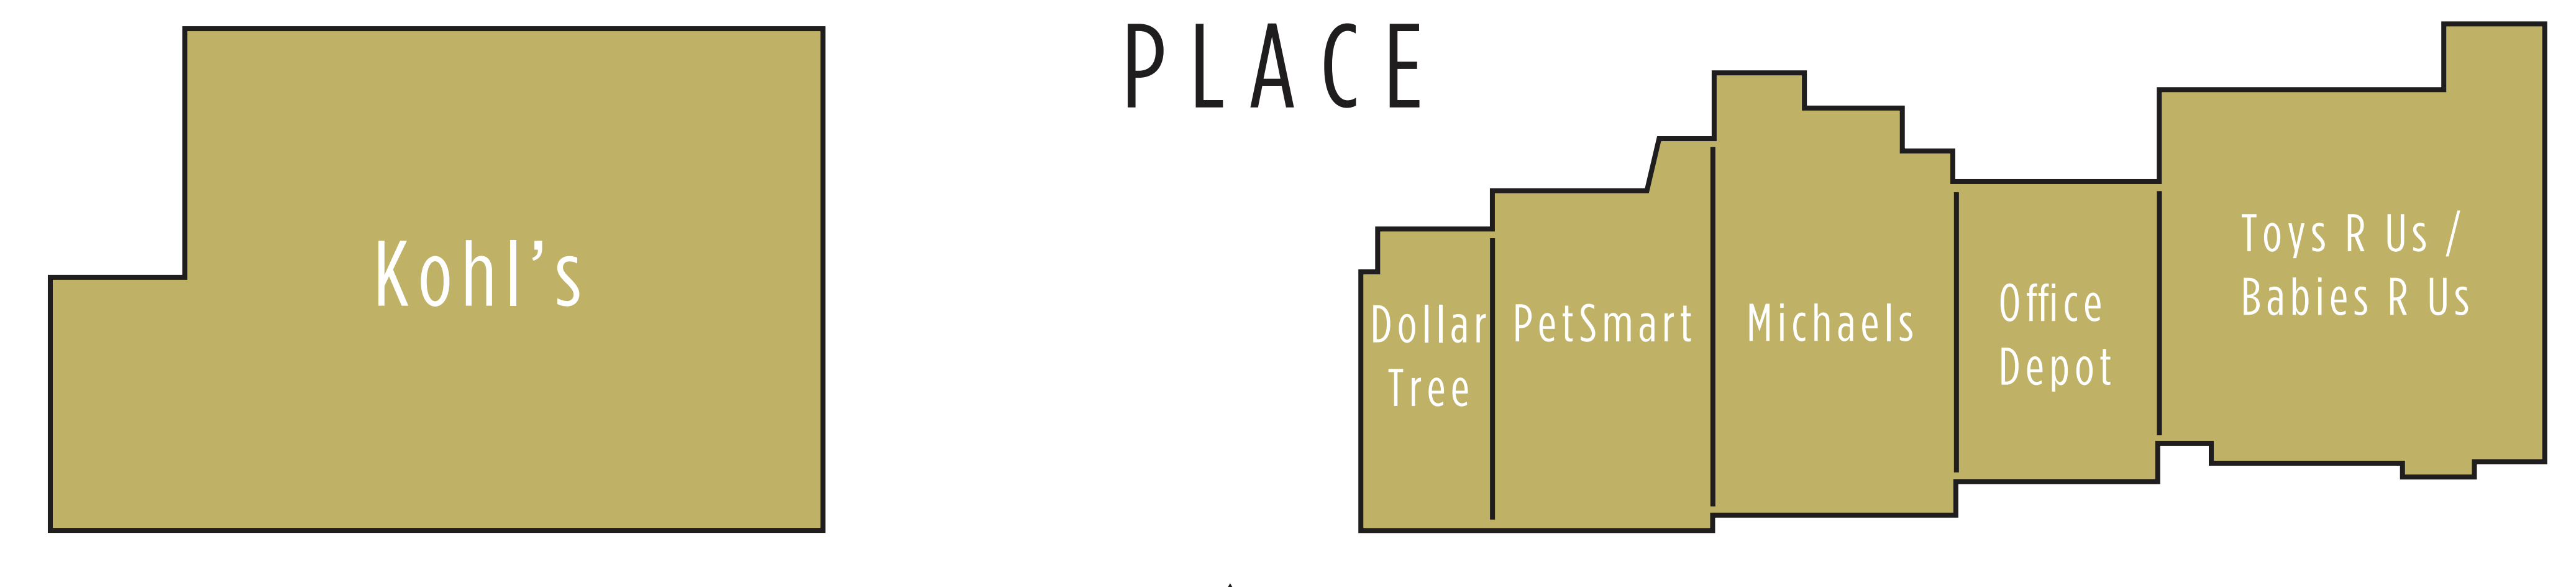 PLACE
Kohl’s
Dollar
Tree
PetSmart
Michaels
Office
Depot
Toys R Us /
Babies R Us